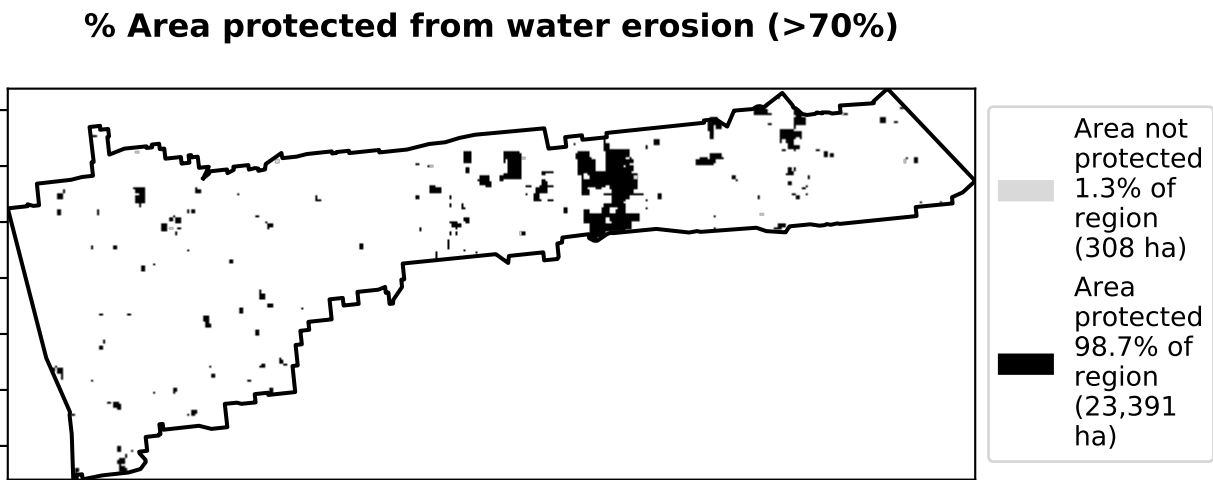 % Area protected from water erosion (>70%)
Area not
protected
1.3% of
region
(308 ha)
Area
protected
98.7% of
region
(23,391
ha)